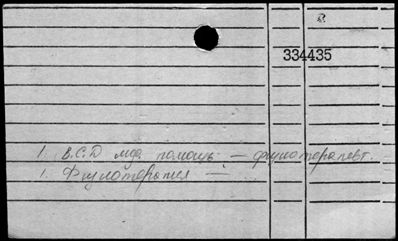 334435
1. В.С.Д мед. помощь — физиотерапевт.
1. Физиотерапия —